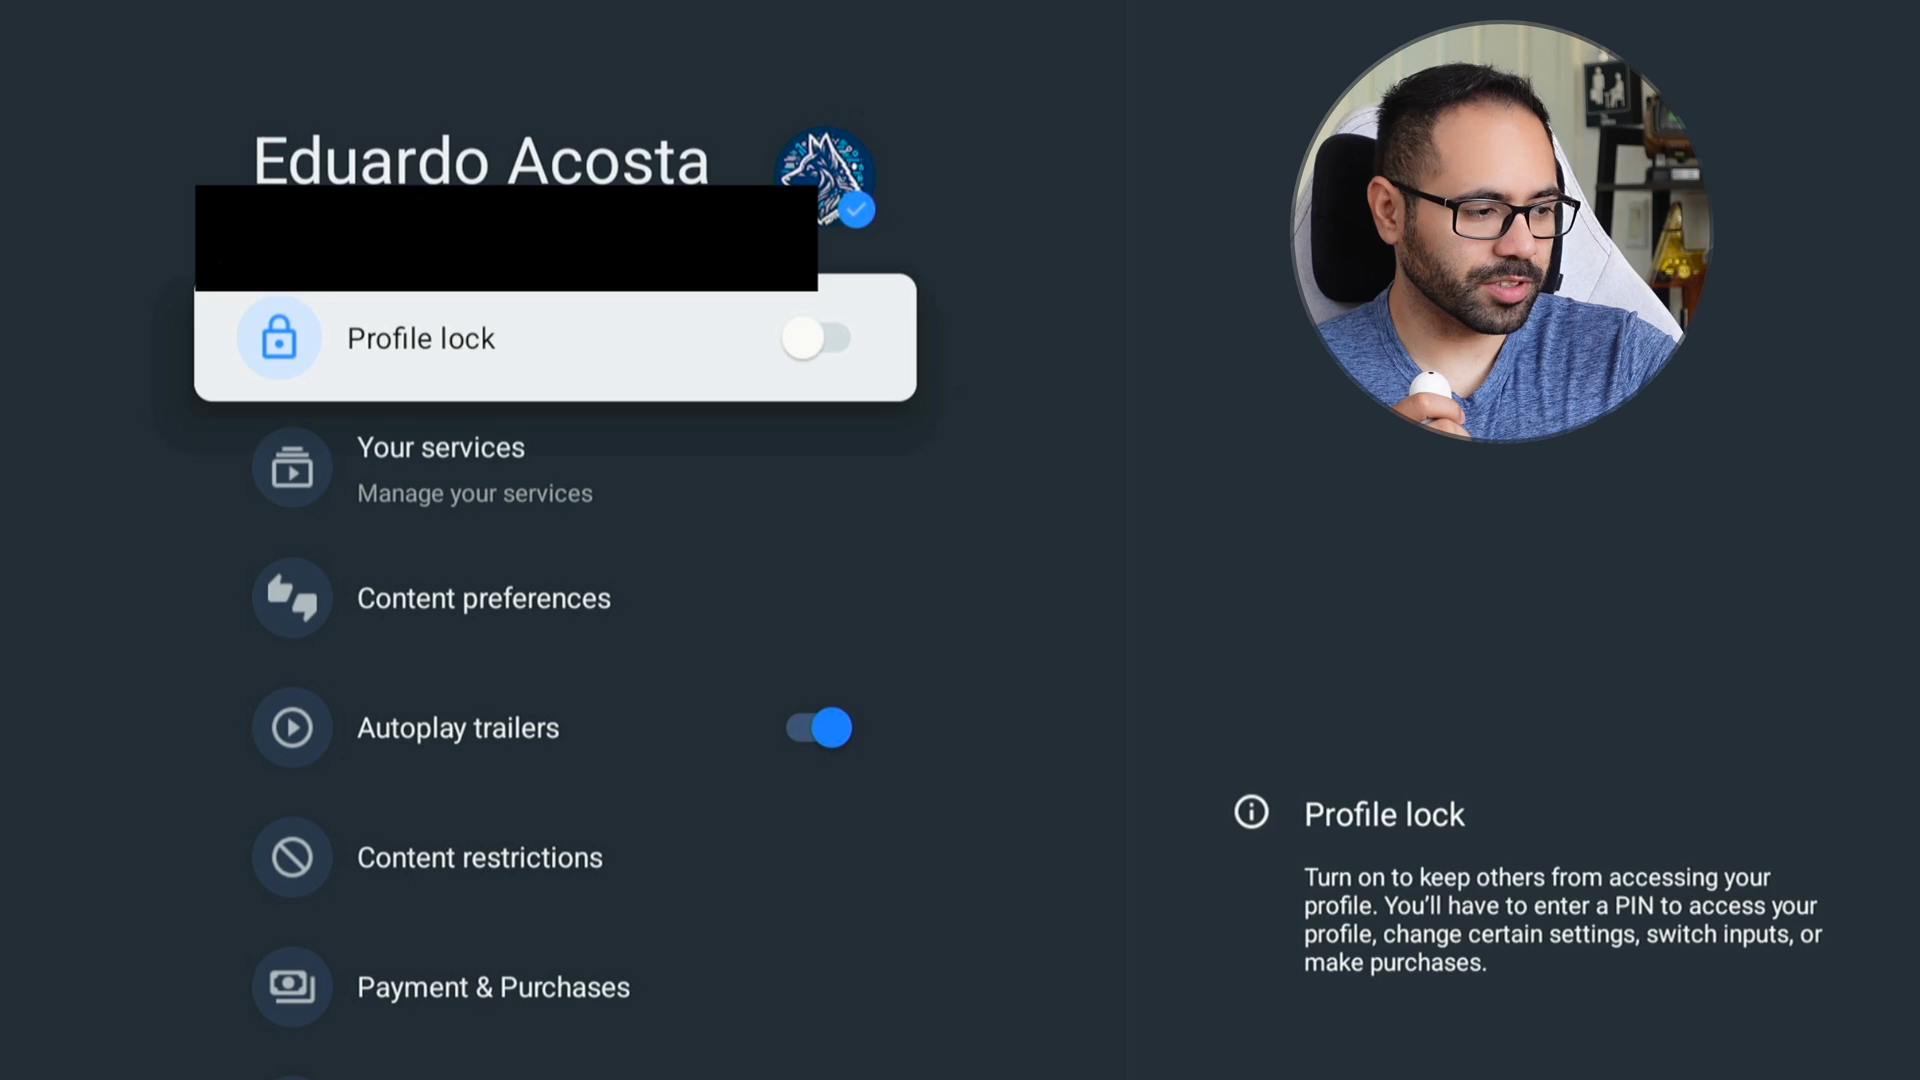 Eduardo Acosta
Profile lock
Your services
Manage your services
Content preferences
Autoplay trailers
Content restrictions
Payment & Purchases
Profile lock
Turn on to keep others from accessing your
profile. You’ll have to enter a PIN to access your
profile, change certain settings, switch inputs, or
make purchases.